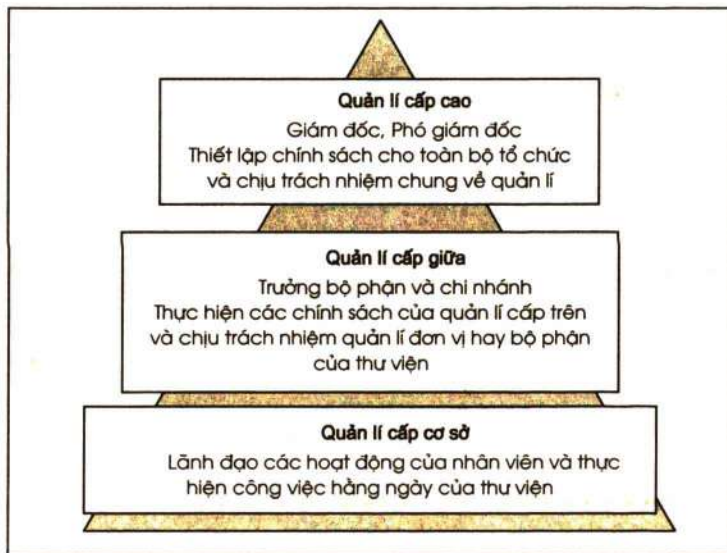 Quản lí cấp cao
Giám đốc, Phó giám đốc
Thiết lập chính sách cho toàn bộ tổ chức
và chịu trách nhiệm chung về quản lí
Quản lí cấp giữa
Trưởng bộ phận và chi nhánh
Thực hiện các chính sách của quản lí cấp trên
và chịu trách nhiệm quản lí đơn vị hay bộ phận
của thư viện
Quản lí cấp cơ sở
Lãnh đạo các hoạt động của nhân viên và thực
hiện công việc hằng ngày của thư viện